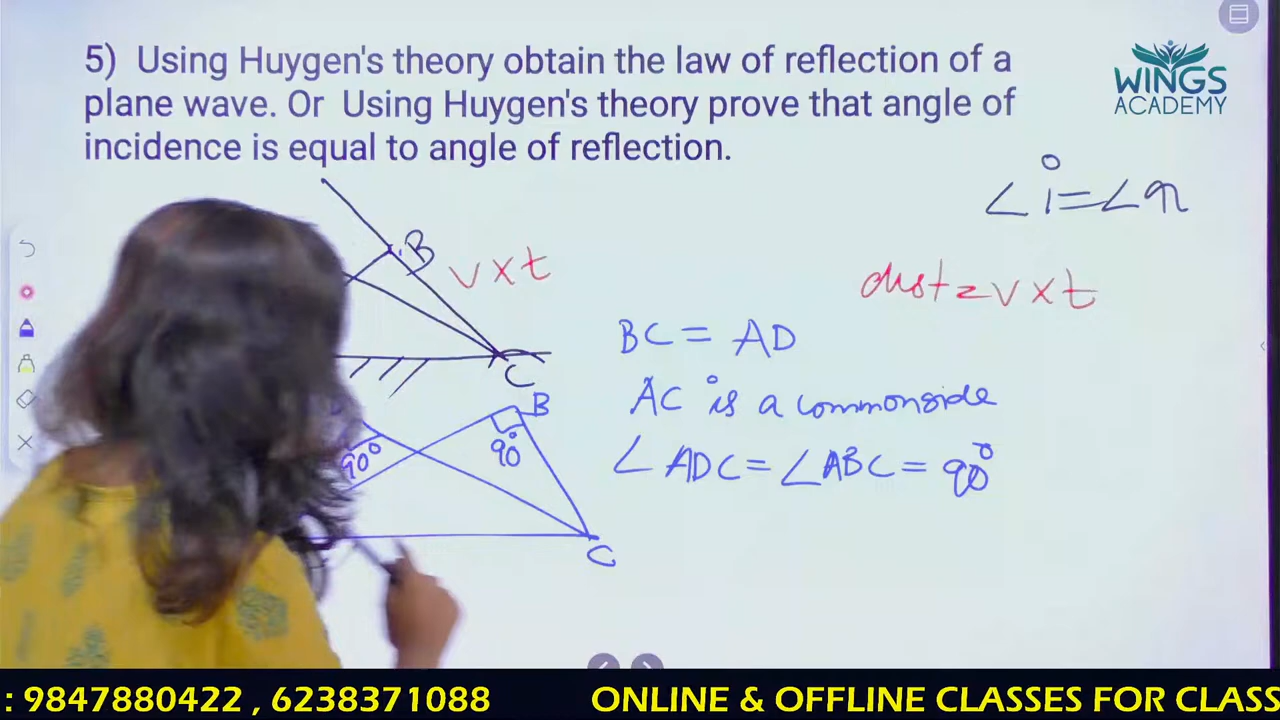 5) Using Huygen's theory obtain the law of reflection of a
plane wave. Or Using Huygen's theory prove that angle of
incidence is equal to angle of reflection.
WINGS
ACADEMY
∠i=∠r
B
v×t
dist=v×t
BC = AD
C
AC is a common side
B
90°
90°
∠ADC=∠ABC=90°
C
: 9847880422 , 6238371088 ONLINE & OFFLINE CLASSES FOR CLASS